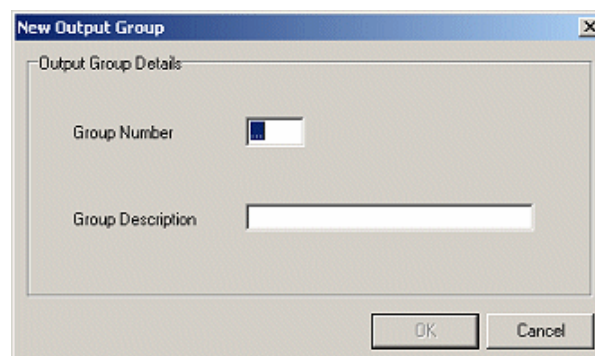 New Output Group
Output Group Details
Group Number
...
Group Description
OK
Cancel